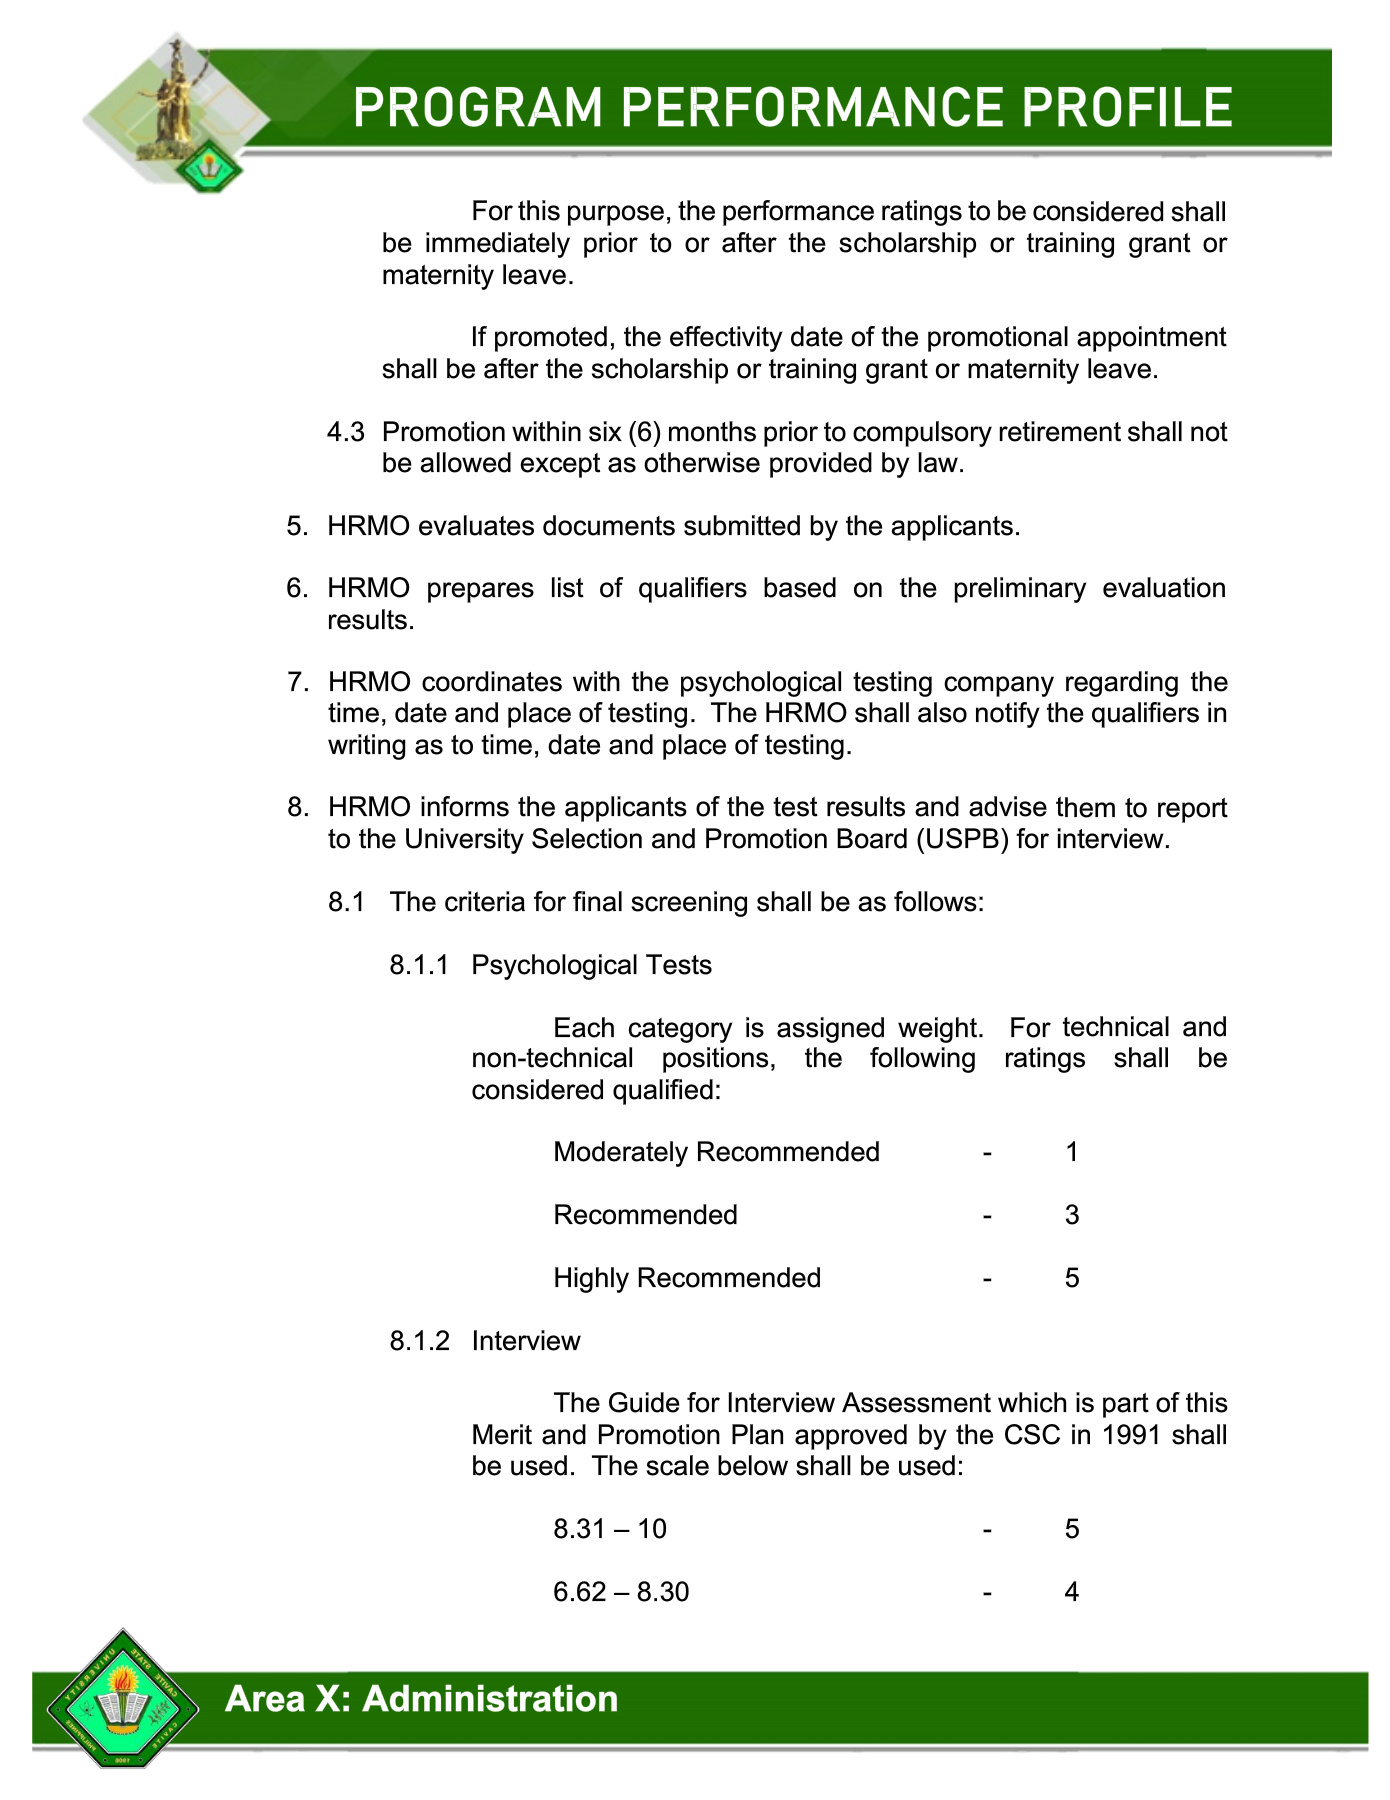 PROGRAM PERFORMANCE PROFILE
For this purpose, the performance ratings to be considered shall
be immediately prior to or after the scholarship or training grant or
maternity leave.
If promoted, the effectivity date of the promotional appointment
shall be after the scholarship or training grant or maternity leave.
4.3 Promotion within six (6) months prior to compulsory retirement shall not
be allowed except as otherwise provided by law.
5. HRMO evaluates documents submitted by the applicants.
6. HRMO prepares list of qualifiers based on the preliminary evaluation
results.
7. HRMO coordinates with the psychological testing company regarding the
time, date and place of testing. The HRMO shall also notify the qualifiers in
writing as to time, date and place of testing.
8. HRMO informs the applicants of the test results and advise them to report
to the University Selection and Promotion Board (USPB) for interview.
8.1 The criteria for final screening shall be as follows:
8.1.1 Psychological Tests
Each category is assigned weight. For technical and
non-technical positions, the following ratings shall be
considered qualified:
Moderately Recommended - 1
Recommended - 3
Highly Recommended - 5
8.1.2 Interview
The Guide for Interview Assessment which is part of this
Merit and Promotion Plan approved by the CSC in 1991 shall
be used. The scale below shall be used:
8.31 – 10 - 5
6.62 – 8.30 - 4
CAVITE STATE UNIVERSITY
Area X: Administration